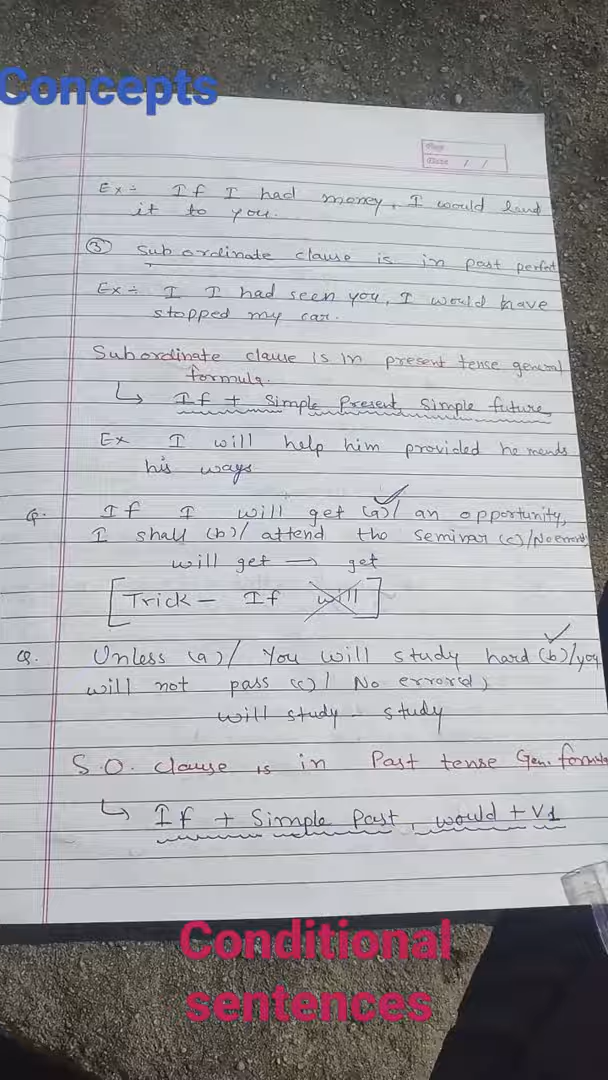 Concepts
Page
Date / /
Ex÷ If I had money, I would lend
it to you.
③ Subordinate clause is in past perfect
Ex÷ I I had seen you, I would have
stopped my car.
Subordinate clause is in present tense general
formula.
↳ If + Simple Present, Simple future
Ex I will help him provided he mends
his ways
Q. If I will get (a)/ an opportunity,
I shall (b)/ attend the Seminar (c)/No error
will get → get
[Trick – If will]
Q. Unless (a)/ You will study hard (b)/you
will not pass (c)/ No error(d)
will study – study
S.O. clause is in Past tense Gen. formula
↳ If + Simple Past, would + V1
Conditional
sentences